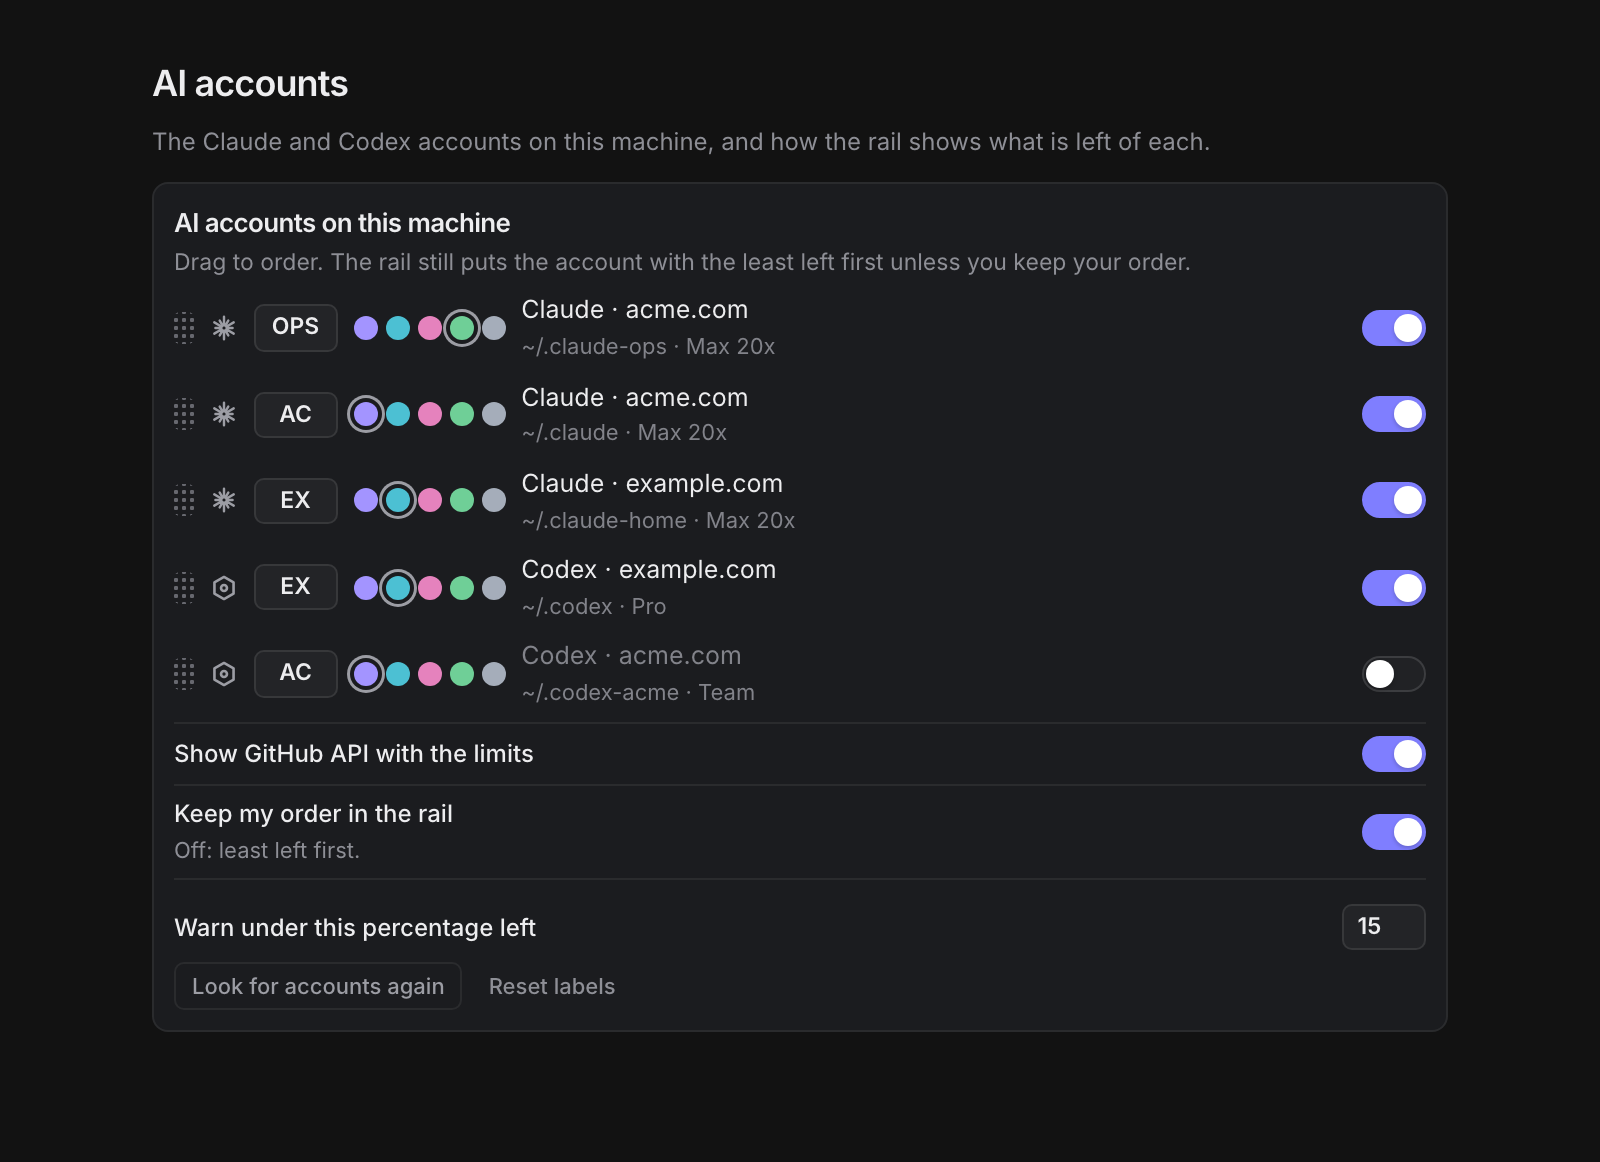 AI accounts
The Claude and Codex accounts on this machine, and how the rail shows what is left of each.
AI accounts on this machine
Drag to order. The rail still puts the account with the least left first unless you keep your order.
OPS
Claude · acme.com
~/.claude-ops · Max 20x
AC
Claude · acme.com
~/.claude · Max 20x
EX
Claude · example.com
~/.claude-home · Max 20x
EX
Codex · example.com
~/.codex · Pro
AC
Codex · acme.com
~/.codex-acme · Team
Show GitHub API with the limits
Keep my order in the rail
Off: least left first.
Warn under this percentage left
15
Look for accounts again
Reset labels